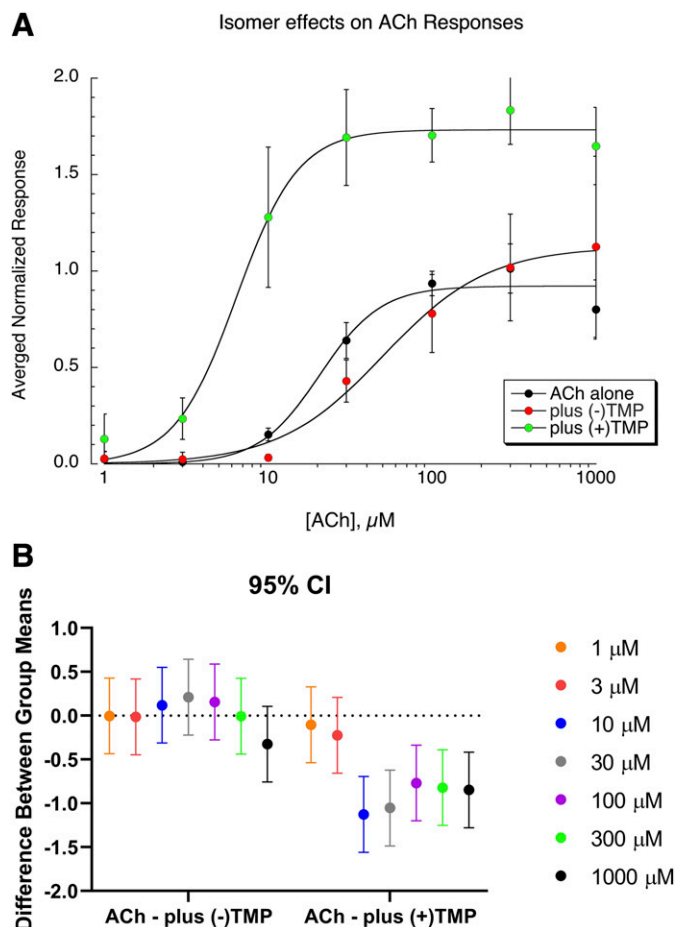 A
Isomer effects on ACh Responses
Averged Normalized Response
2.0
1.5
1.0
0.5
0.0
1
10
100
1000
[ACh], µM
ACh alone
plus (-)TMP
plus (+)TMP
B
95% CI
Difference Between Group Means
1.0
0.5
0.0
-0.5
-1.0
-1.5
-2.0
ACh - plus (-)TMP
ACh - plus (+)TMP
1 µM
3 µM
10 µM
30 µM
100 µM
300 µM
1000 µM